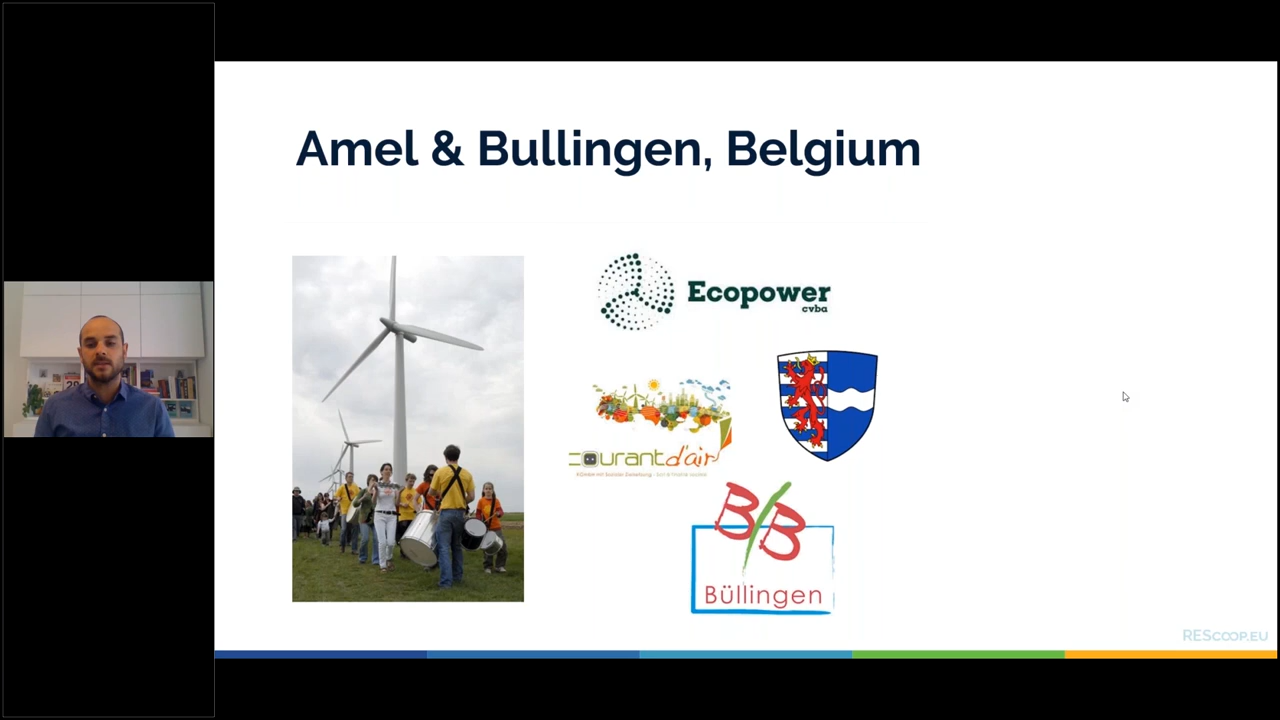 Amel & Bullingen, Belgium
Ecopower
cvba
courant d'air
B/B
Büllingen
REScoop.eu